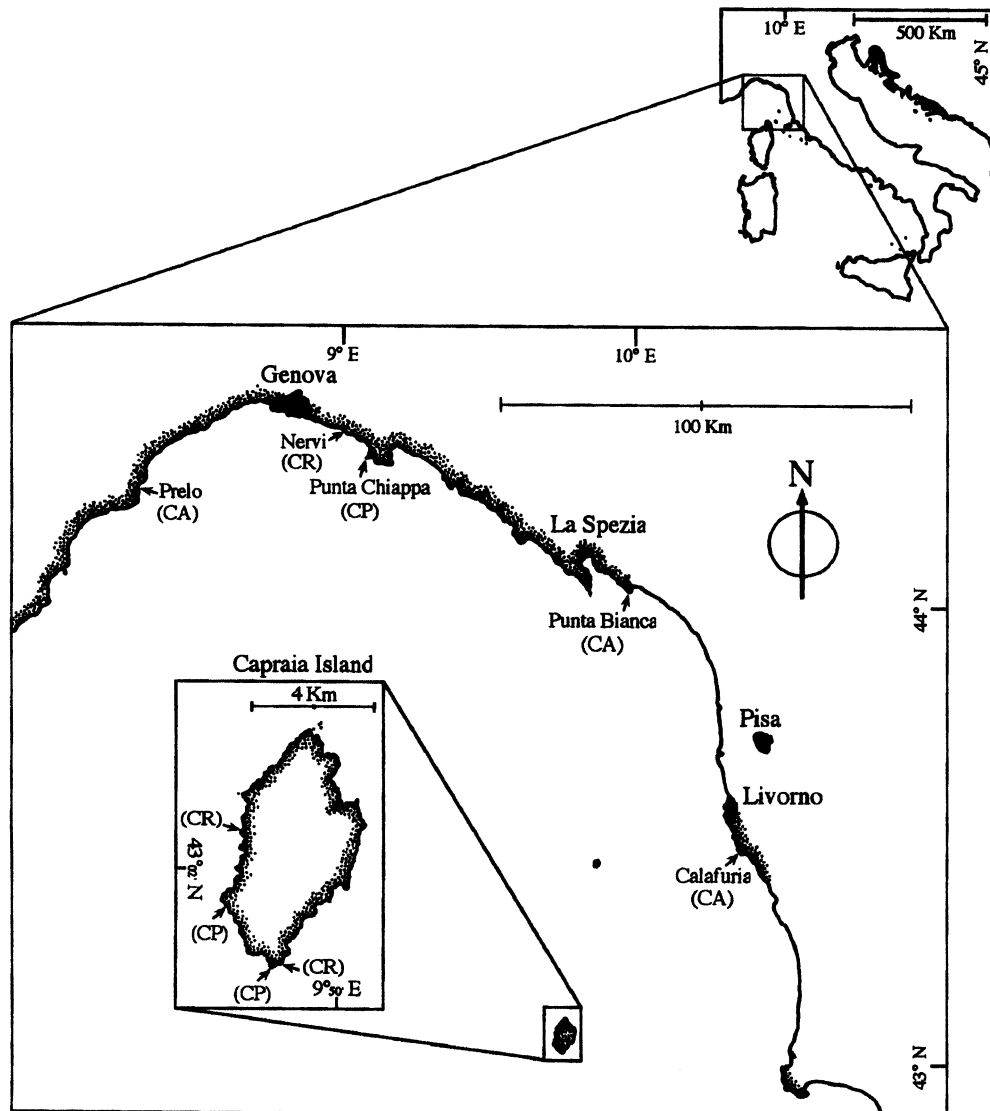 10° E
500 Km
45° N
9° E
10° E
Genova
100 Km
Nervi
(CR)
N
Punta Chiappa
(CP)
Prelo
(CA)
La Spezia
44° N
Punta Bianca
(CA)
Capraia Island
4 Km
Pisa
Livorno
(CR)
43°02' N
Calafuria
(CA)
(CP)
(CR)
(CP)
9°50' E
43° N